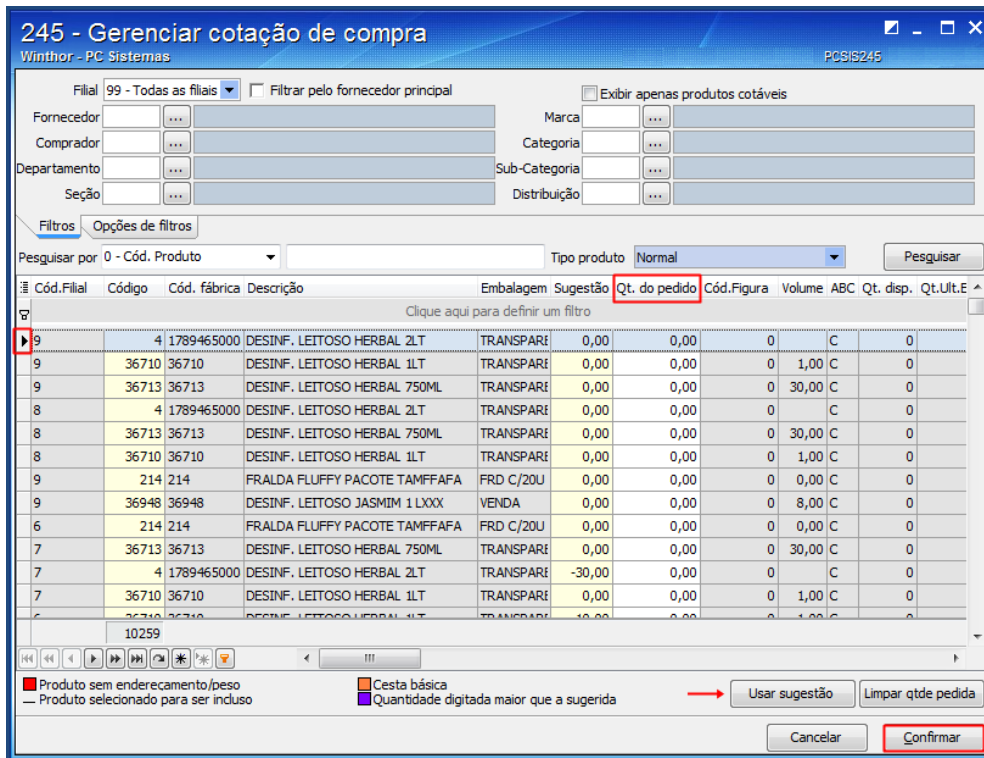 245 - Gerenciar cotação de compra
Winthor - PC Sistemas PCSIS245
Filial 99 - Todas as filiais Filtrar pelo fornecedor principal Exibir apenas produtos cotáveis
Fornecedor ... Marca ...
Comprador ... Categoria ...
Departamento ... Sub-Categoria ...
Seção ... Distribuição ...
Filtros Opções de filtros
Pesquisar por 0 - Cód. Produto Tipo produto Normal Pesquisar
Cód.Filial Código Cód. fábrica Descrição Embalagem Sugestão Qt. do pedido Cód.Figura Volume ABC Qt. disp. Qt.Ult.E
Clique aqui para definir um filtro
9 4 1789465000 DESINF. LEITOSO HERBAL 2LT TRANSPARE 0,00 0,00 0 C 0
9 36710 36710 DESINF. LEITOSO HERBAL 1LT TRANSPARE 0,00 0,00 0 1,00 C 0
9 36713 36713 DESINF. LEITOSO HERBAL 750ML TRANSPARE 0,00 0,00 0 30,00 C 0
8 4 1789465000 DESINF. LEITOSO HERBAL 2LT TRANSPARE 0,00 0,00 0 C 0
8 36713 36713 DESINF. LEITOSO HERBAL 750ML TRANSPARE 0,00 0,00 0 30,00 C 0
8 36710 36710 DESINF. LEITOSO HERBAL 1LT TRANSPARE 0,00 0,00 0 1,00 C 0
9 214 214 FRALDA FLUFFY PACOTE TAMFFAFA FRD C/20U 0,00 0,00 0 0,00 C 0
9 36948 36948 DESINF. LEITOSO JASMIM 1 LXXX VENDA 0,00 0,00 0 8,00 C 0
6 214 214 FRALDA FLUFFY PACOTE TAMFFAFA FRD C/20U 0,00 0,00 0 0,00 C 0
7 36713 36713 DESINF. LEITOSO HERBAL 750ML TRANSPARE 0,00 0,00 0 30,00 C 0
7 4 1789465000 DESINF. LEITOSO HERBAL 2LT TRANSPARE -30,00 0,00 0 C 0
7 36710 36710 DESINF. LEITOSO HERBAL 1LT TRANSPARE 0,00 0,00 0 1,00 C 0
10259
Produto sem endereçamento/peso Cesta básica
Produto selecionado para ser incluso Quantidade digitada maior que a sugerida Usar sugestão Limpar qtde pedida
Cancelar Confirmar